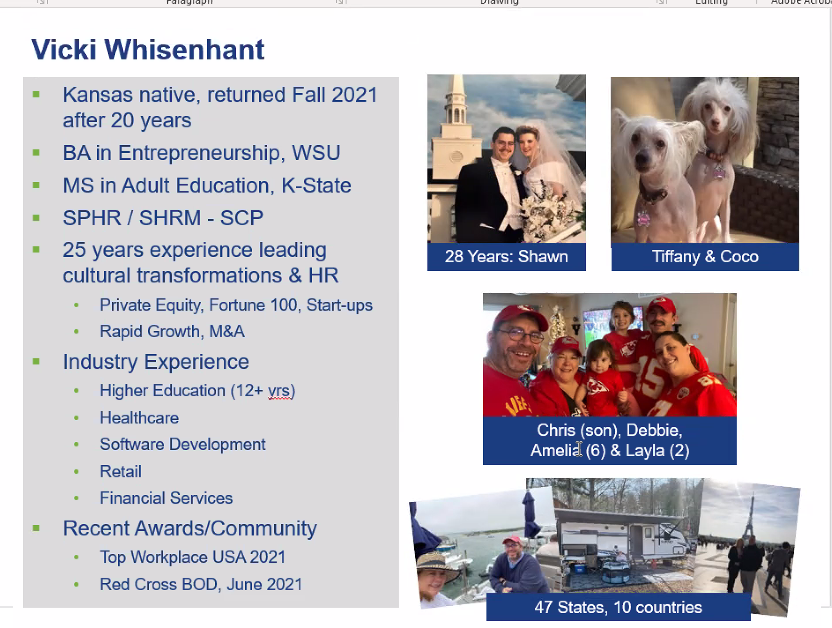 Paragraph
Drawing
Editing
Vicki Whisenhant
Kansas native, returned Fall 2021
after 20 years
BA in Entrepreneurship, WSU
MS in Adult Education, K-State
SPHR / SHRM - SCP
25 years experience leading
cultural transformations & HR
Private Equity, Fortune 100, Start-ups
Rapid Growth, M&A
Industry Experience
Higher Education (12+ yrs)
Healthcare
Software Development
Retail
Financial Services
Recent Awards/Community
Top Workplace USA 2021
Red Cross BOD, June 2021
28 Years: Shawn
Tiffany & Coco
Chris (son), Debbie,
Amelia (6) & Layla (2)
47 States, 10 countries